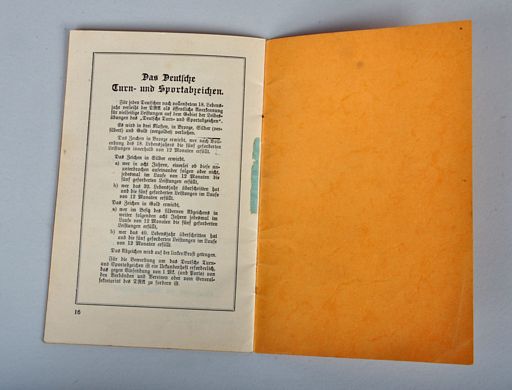 Das Deutsche
Turn- und Sportabzeichen.
Für jeden Deutschen nach vollendetem 18. Lebens-
jahr verleiht der DRA als öffentliche Anerkennung
für vielseitige Leistungen auf dem Gebiet der Leibes-
übungen das „Deutsche Turn- und Sportabzeichen".
Es wird in drei Klassen, in Bronze, Silber (ver-
silbert) und Gold (vergoldet) verliehen.
Das Zeichen in Bronze erwirbt, wer nach Voll-
endung des 18. Lebensjahres die fünf geforderten
Leistungen innerhalb von 12 Monaten erfüllt.
Das Zeichen in Silber erwirbt.
a) wer in acht Jahren, einerlei ob diese un-
unterbrochen aufeinander folgen oder nicht,
jedesmal im Laufe von 12 Monaten die
fünf geforderten Leistungen erfüllt,
b) wer das 32. Lebensjahr überschritten hat
und die fünf geforderten Leistungen im Laufe
von 12 Monaten erfüllt.
Das Zeichen in Gold erwirbt,
a) wer im Besitz des silbernen Abzeichens in
weiter folgenden acht Jahren jedesmal im
Laufe von 12 Monaten die fünf geforderten
Leistungen erfüllt.
b) wer das 40. Lebensjahr überschritten hat
und die fünf geforderten Leistungen im Laufe
von 12 Monaten erfüllt
Das Abzeichen wird auf der linken Brust getragen.
Für die Bewerbung um das Deutsche Turn-
und Sportabzeichen ist ein Urkundenheft erforderlich,
das gegen Einsendung von 1 Mk. (und Porto) von
den Verbänden und Vereinen oder vom General-
sekretariat des DRA zu fordern ist.
16